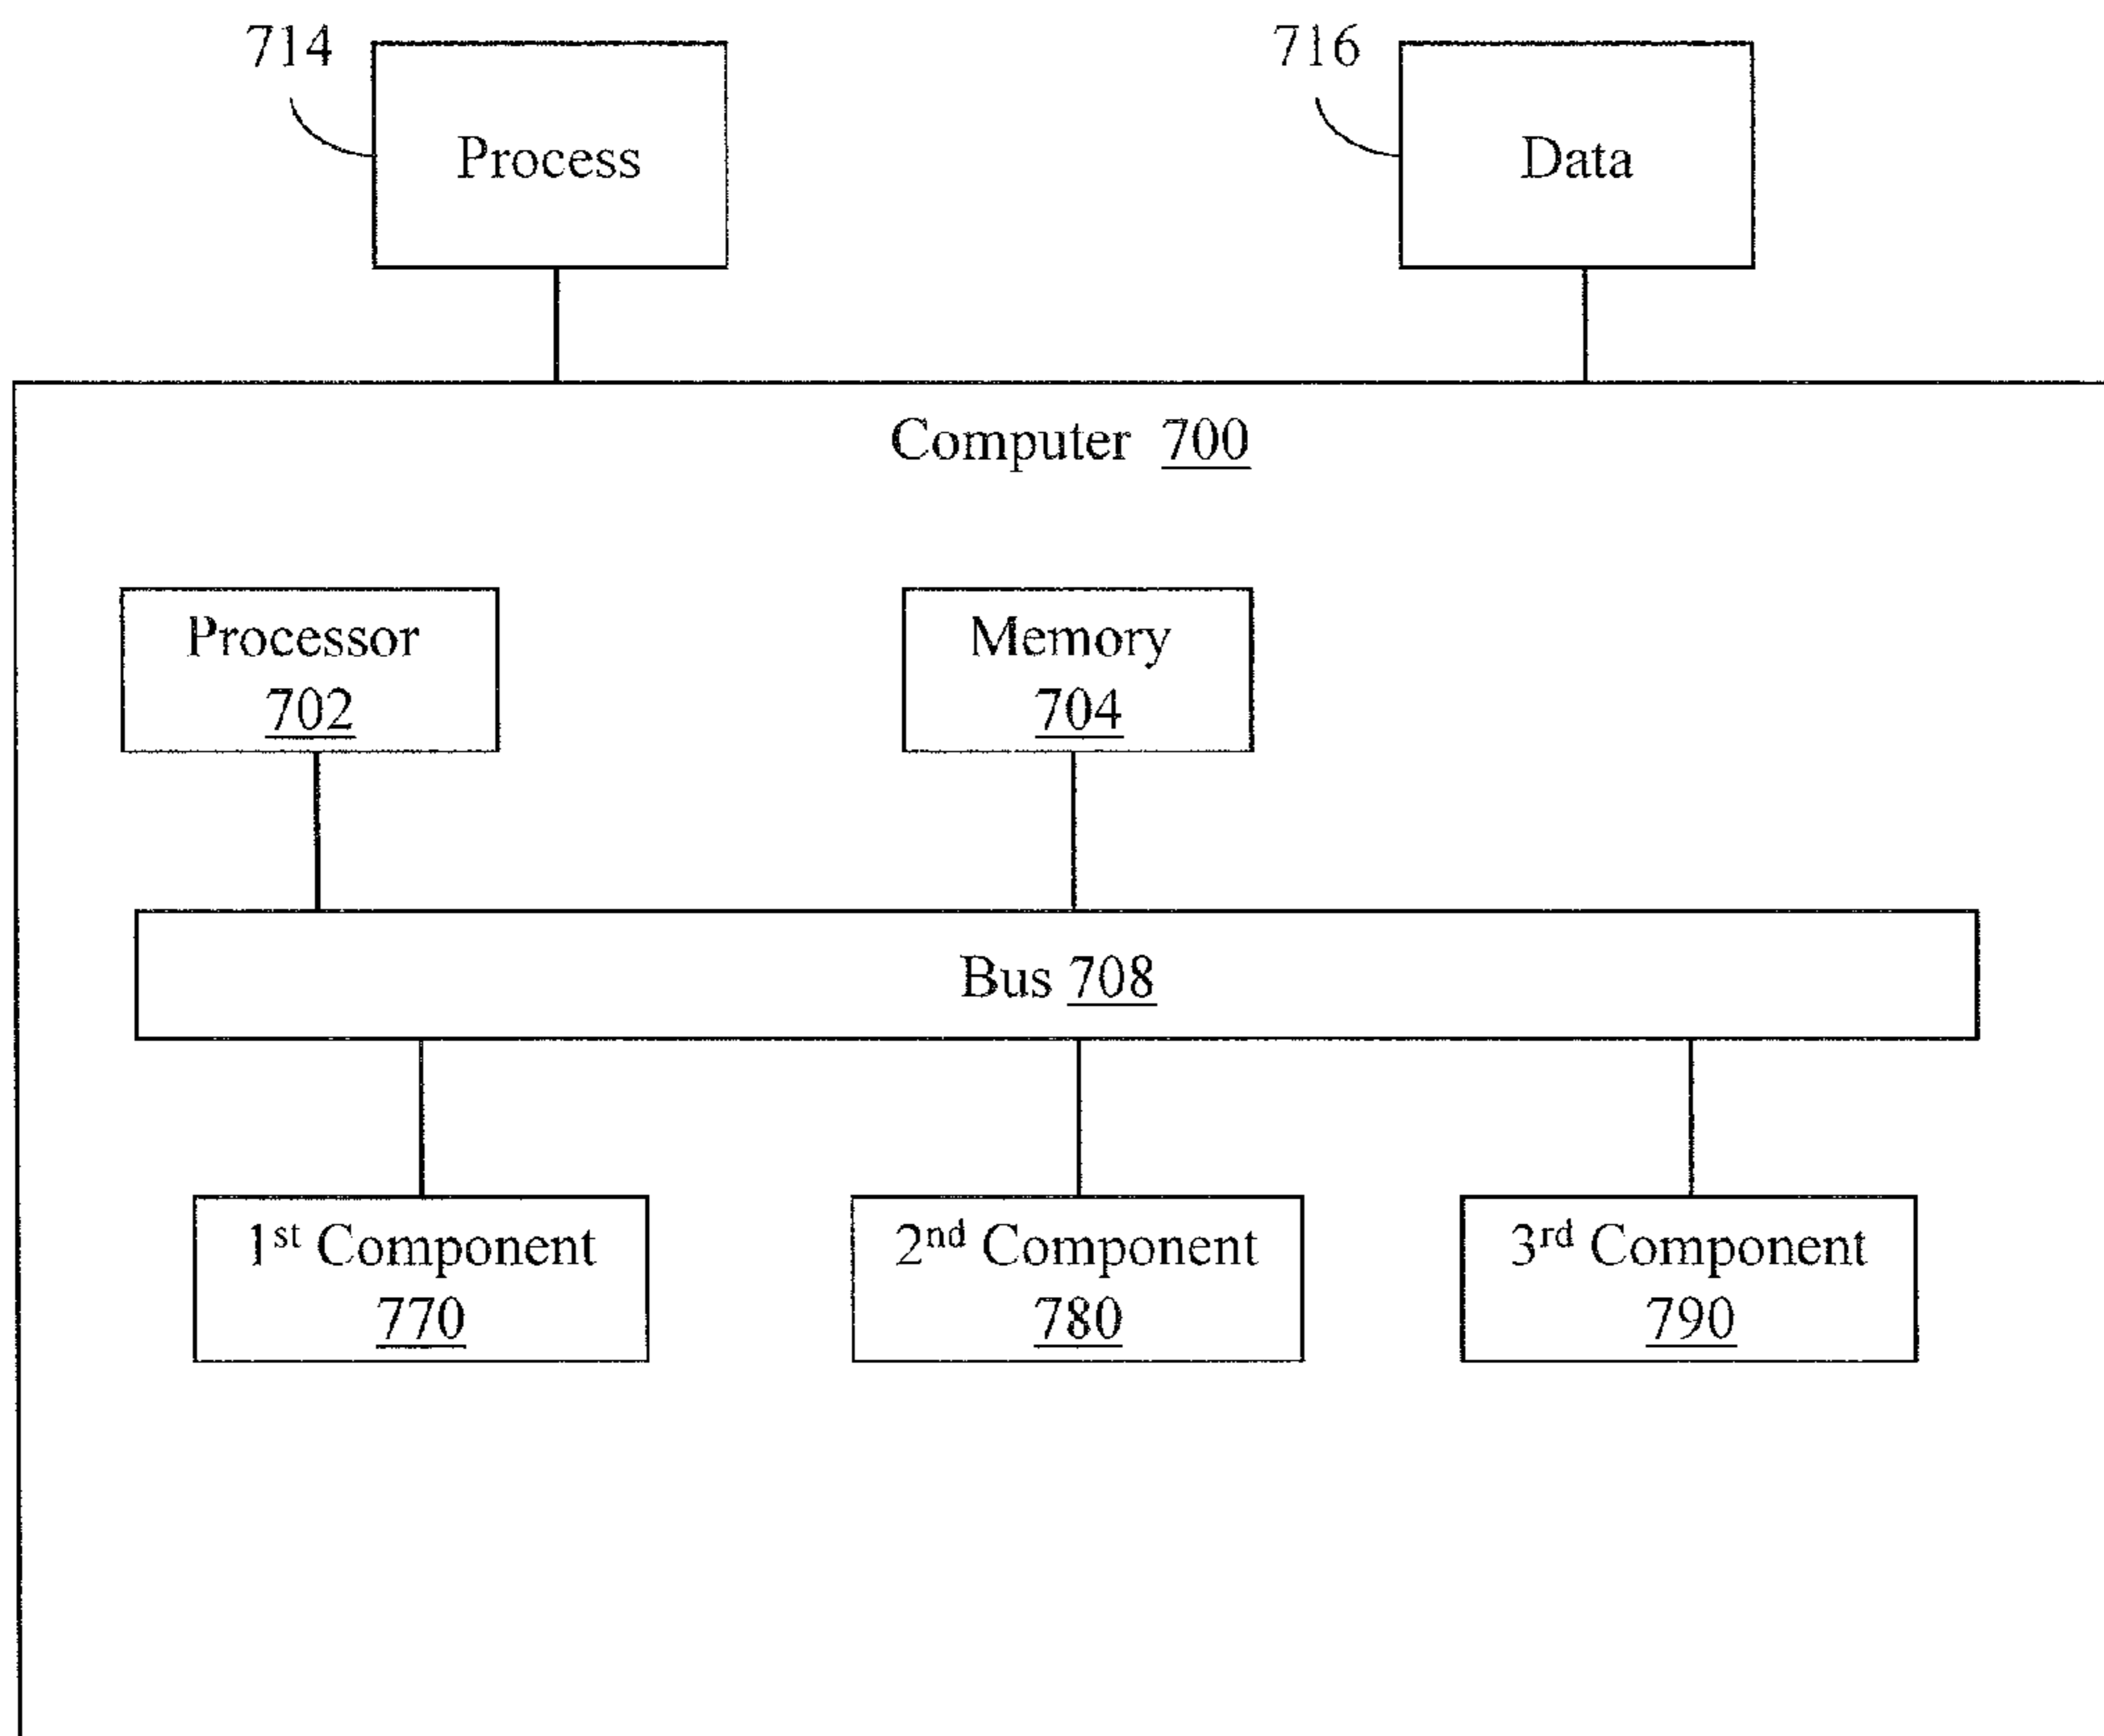 714
Process
716
Data
Computer 700
Processor
702
Memory
704
Bus 708
1st Component
770
2nd Component
780
3rd Component
790